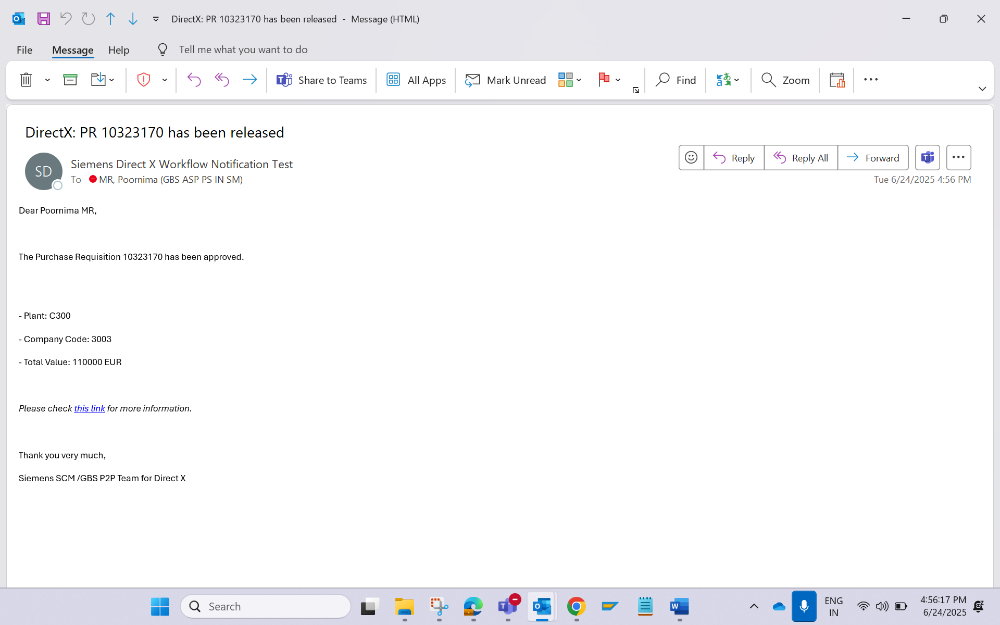 DirectX: PR 10323170 has been released - Message (HTML)
File Message Help Tell me what you want to do
Share to Teams All Apps Mark Unread Find Zoom
DirectX: PR 10323170 has been released
SD
Siemens Direct X Workflow Notification Test
To MR, Poornima (GBS ASP PS IN SM)
Reply Reply All Forward
Tue 6/24/2025 4:56 PM
Dear Poornima MR,
The Purchase Requisition 10323170 has been approved.
- Plant: C300
- Company Code: 3003
- Total Value: 110000 EUR
Please check this link for more information.
Thank you very much,
Siemens SCM /GBS P2P Team for Direct X
Search
ENG
IN
4:56:17 PM
6/24/2025